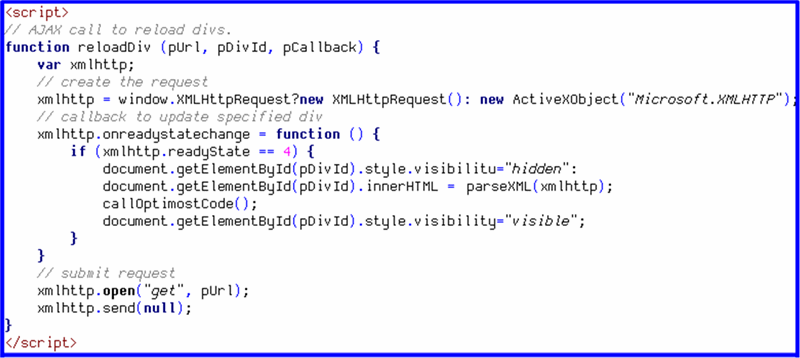 <script>
// AJAX call to reload divs.
function reloadDiv (pUrl, pDivId, pCallback) {
var xmlhttp;
// create the request
xmlhttp = window.XMLHttpRequest?new XMLHttpRequest(): new ActiveXObject("Microsoft.XMLHTTP");
// callback to update specified div
xmlhttp.onreadystatechange = function () {
if (xmlhttp.readyState == 4) {
document.getElementById(pDivId).style.visibility="hidden":
document.getElementById(pDivId).innerHTML = parseXML(xmlhttp);
callOptimostCode();
document.getElementById(pDivId).style.visibility="visible";
}
}
// submit request
xmlhttp.open("get", pUrl);
xmlhttp.send(null);
}
</script>